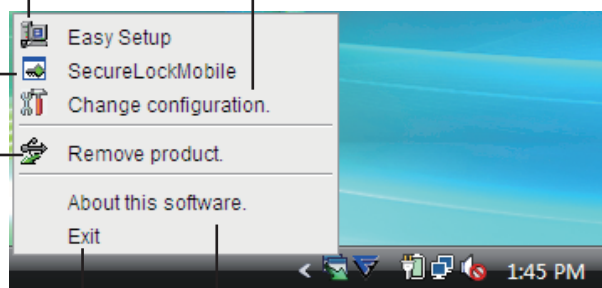 Easy Setup
SecureLockMobile
Change configuration.
Remove product.
About this software.
Exit
1:45 PM